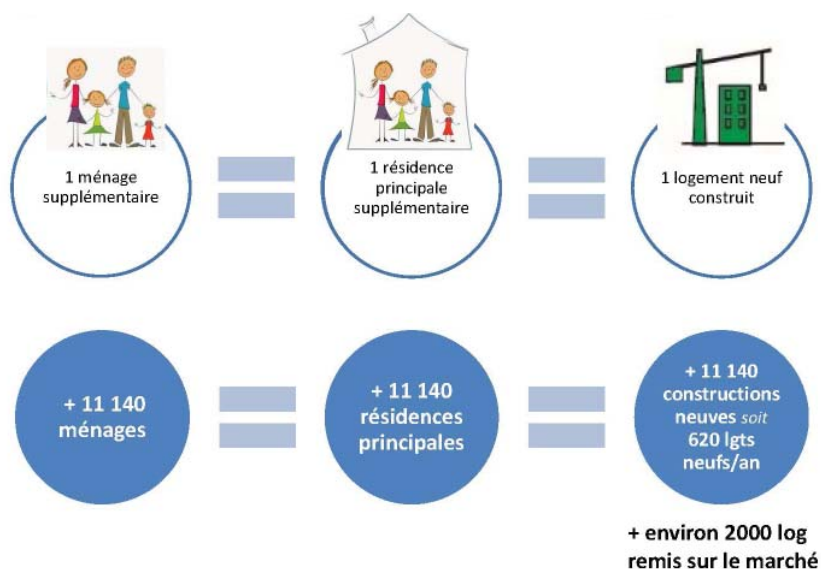 1 ménage
supplémentaire
1 résidence
principale
supplémentaire
1 logement neuf
construit
+ 11 140
ménages
+ 11 140
résidences
principales
+ 11 140
constructions
neuves soit
620 lgts
neufs/an
+ environ 2000 log
remis sur le marché